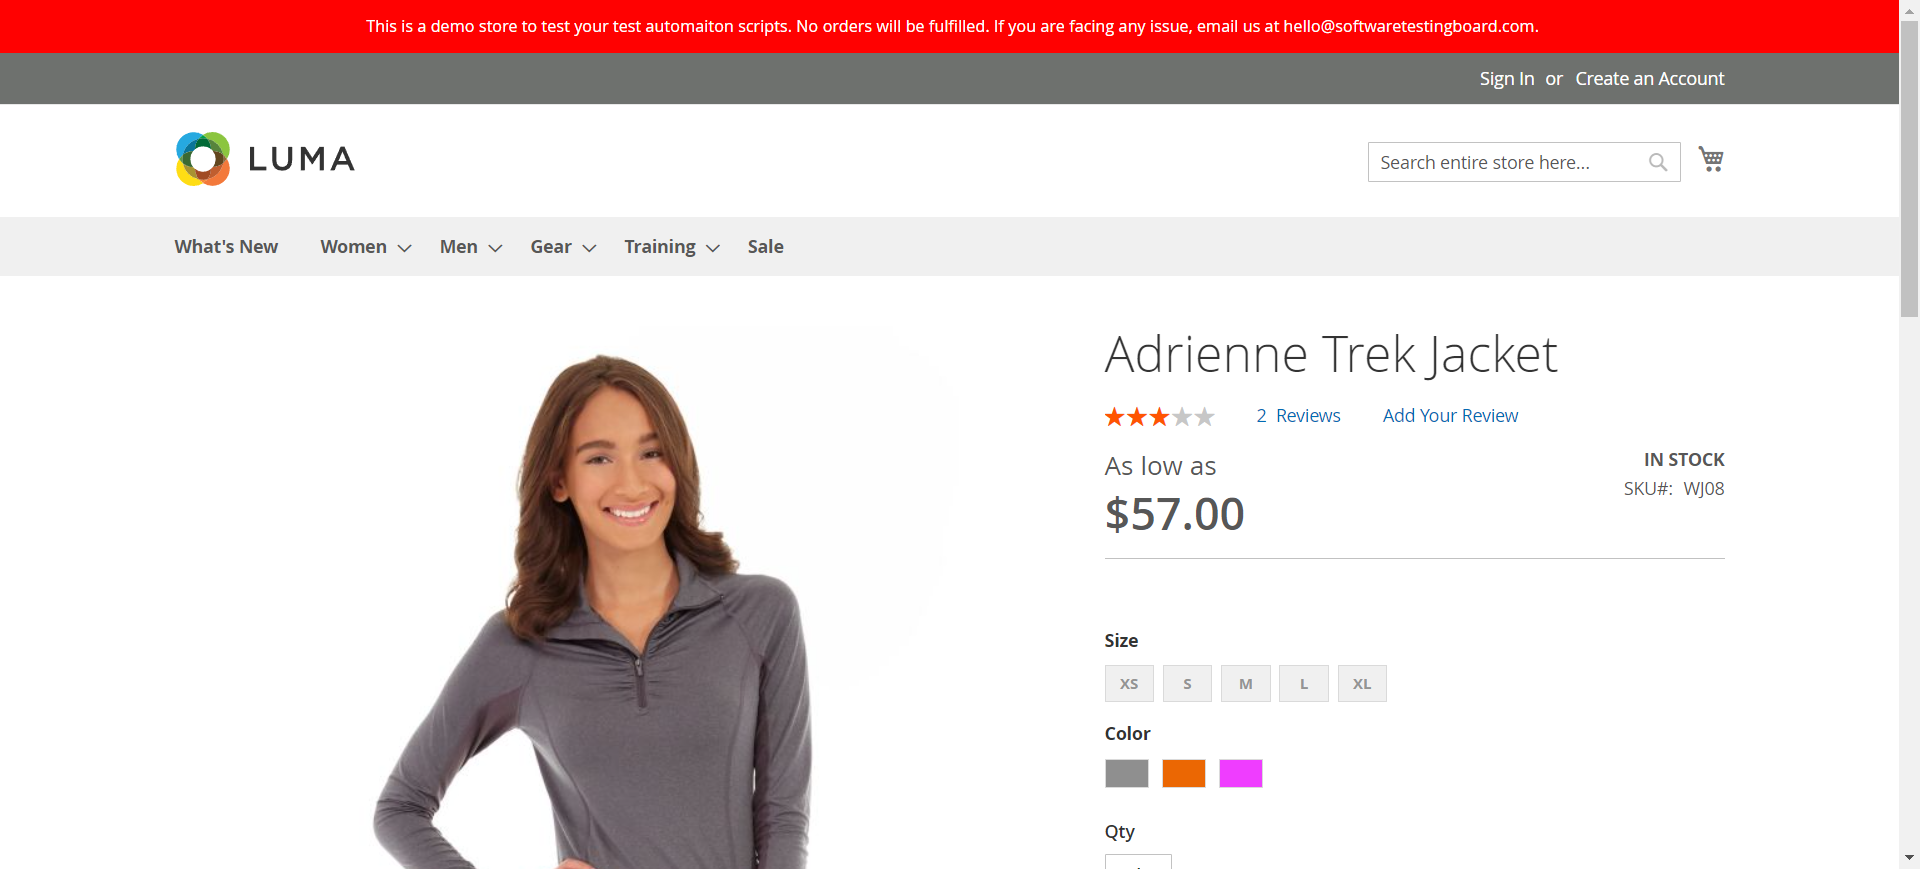 This is a demo store to test your test automaiton scripts. No orders will be fulfilled. If you are facing any issue, email us at hello@softwaretestingboard.com.
Sign In or Create an Account
LUMA
Search entire store here...
What's New Women Men Gear Training Sale
Adrienne Trek Jacket
2 Reviews Add Your Review
As low as
IN STOCK
$57.00
SKU#: WJ08
Size
XS S M L XL
Color
Qty